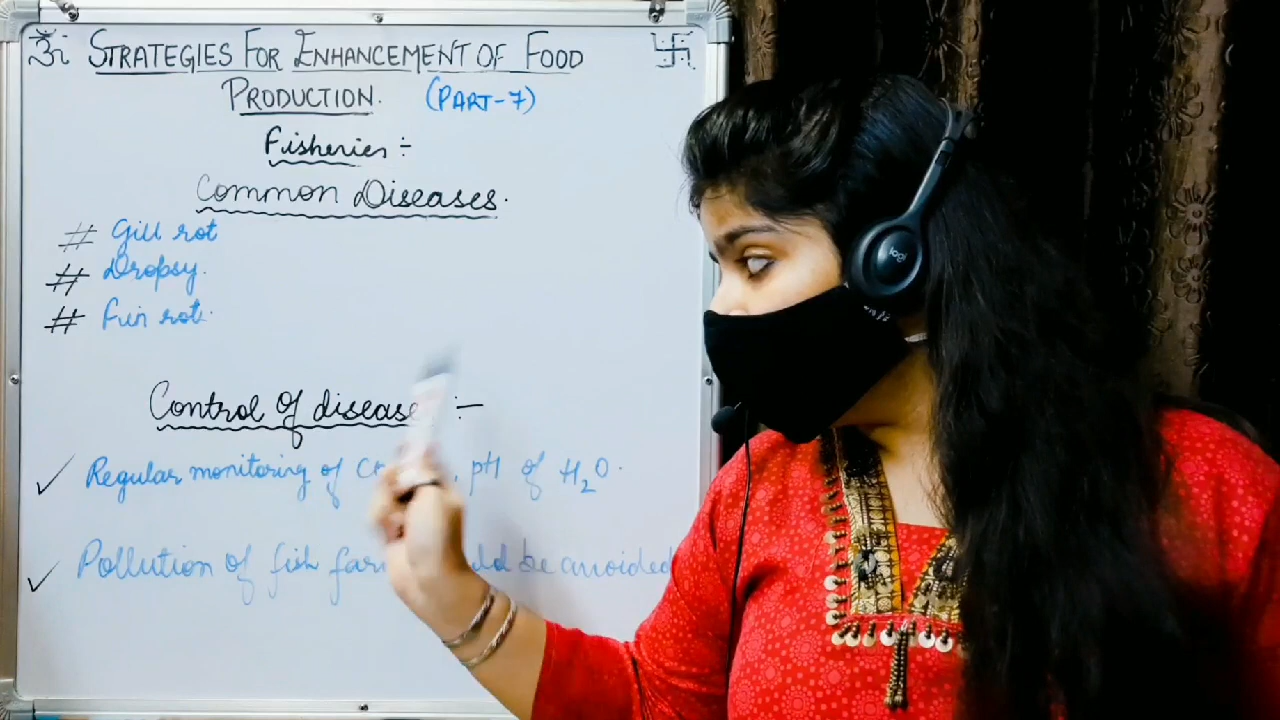 ॐ STRATEGIES FOR ENHANCEMENT OF FOOD 卐
PRODUCTION. (PART-7)
Fisheries :-
Common Diseases.
# Gill rot
# Dropsy.
# Fin rot.
Control of disease :-
✓ Regular monitoring of pH of H₂O.
✓ Pollution of fish be avoided
logi